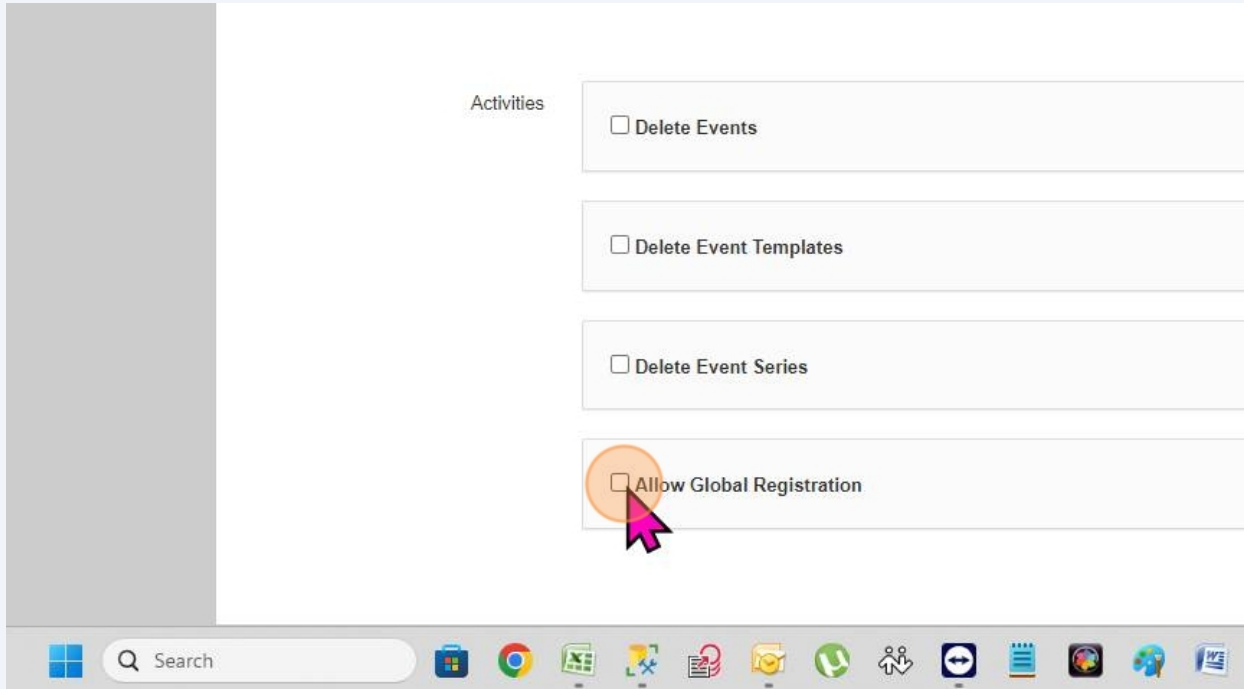 Activities
Delete Events
Delete Event Templates
Delete Event Series
Allow Global Registration
Search